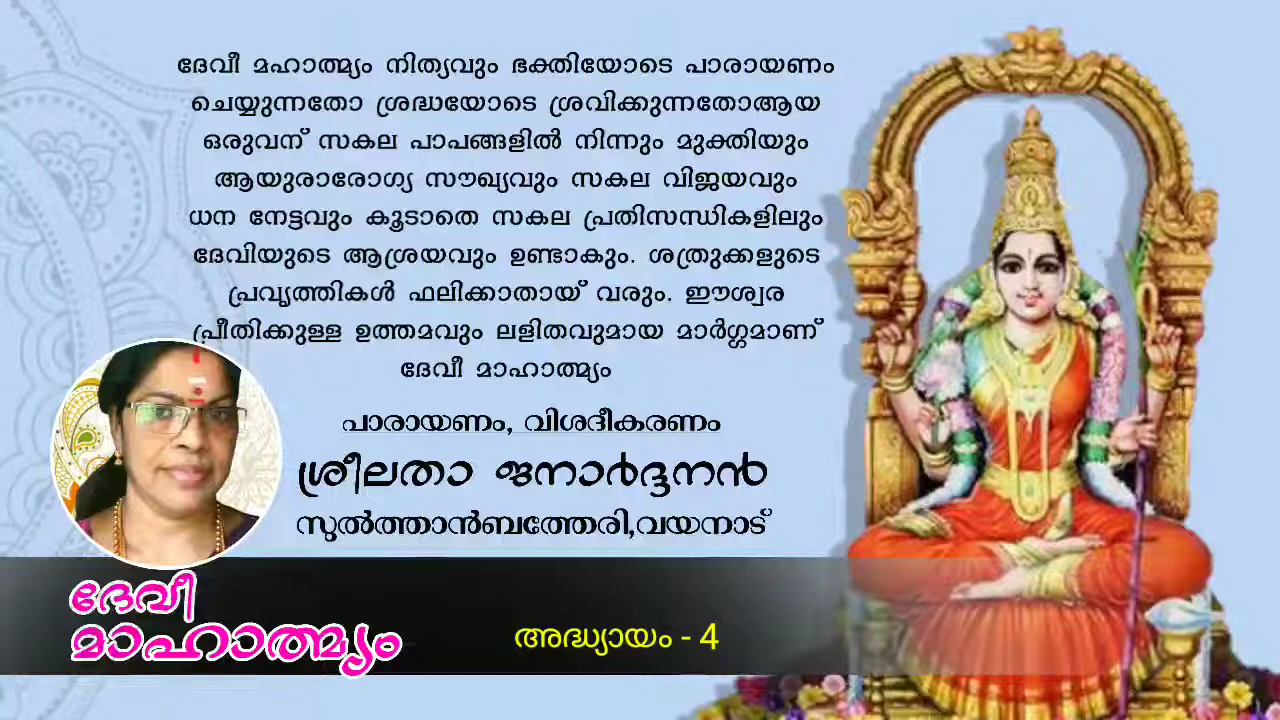 ദേവീ മഹാത്മ്യം നിത്യവും ഭക്തിയോടെ പാരായണം
ചെയ്യുന്നതോ ശ്രദ്ധയോടെ ശ്രവിക്കുന്നതോആയ
ഒരുവന് സകല പാപങ്ങളിൽ നിന്നും മുക്തിയും
ആയുരാരോഗ്യ സൗഖ്യവും സകല വിജയവും
ധന നേട്ടവും കൂടാതെ സകല പ്രതിസന്ധികളിലും
ദേവിയുടെ ആശ്രയവും ഉണ്ടാകും. ശത്രുക്കളുടെ
പ്രവൃത്തികൾ ഫലിക്കാതായ് വരും. ഈശ്വര
പ്രീതിക്കുള്ള ഉത്തമവും ലളിതവുമായ മാർഗ്ഗമാണ്
ദേവീ മാഹാത്മ്യം
പാരായണം, വിശദീകരണം
ശ്രീലതാ ജനാർദ്ദനൻ
സുൽത്താൻബത്തേരി,വയനാട്
ദേവീ
മാഹാത്മ്യം
അദ്ധ്യായം - 4